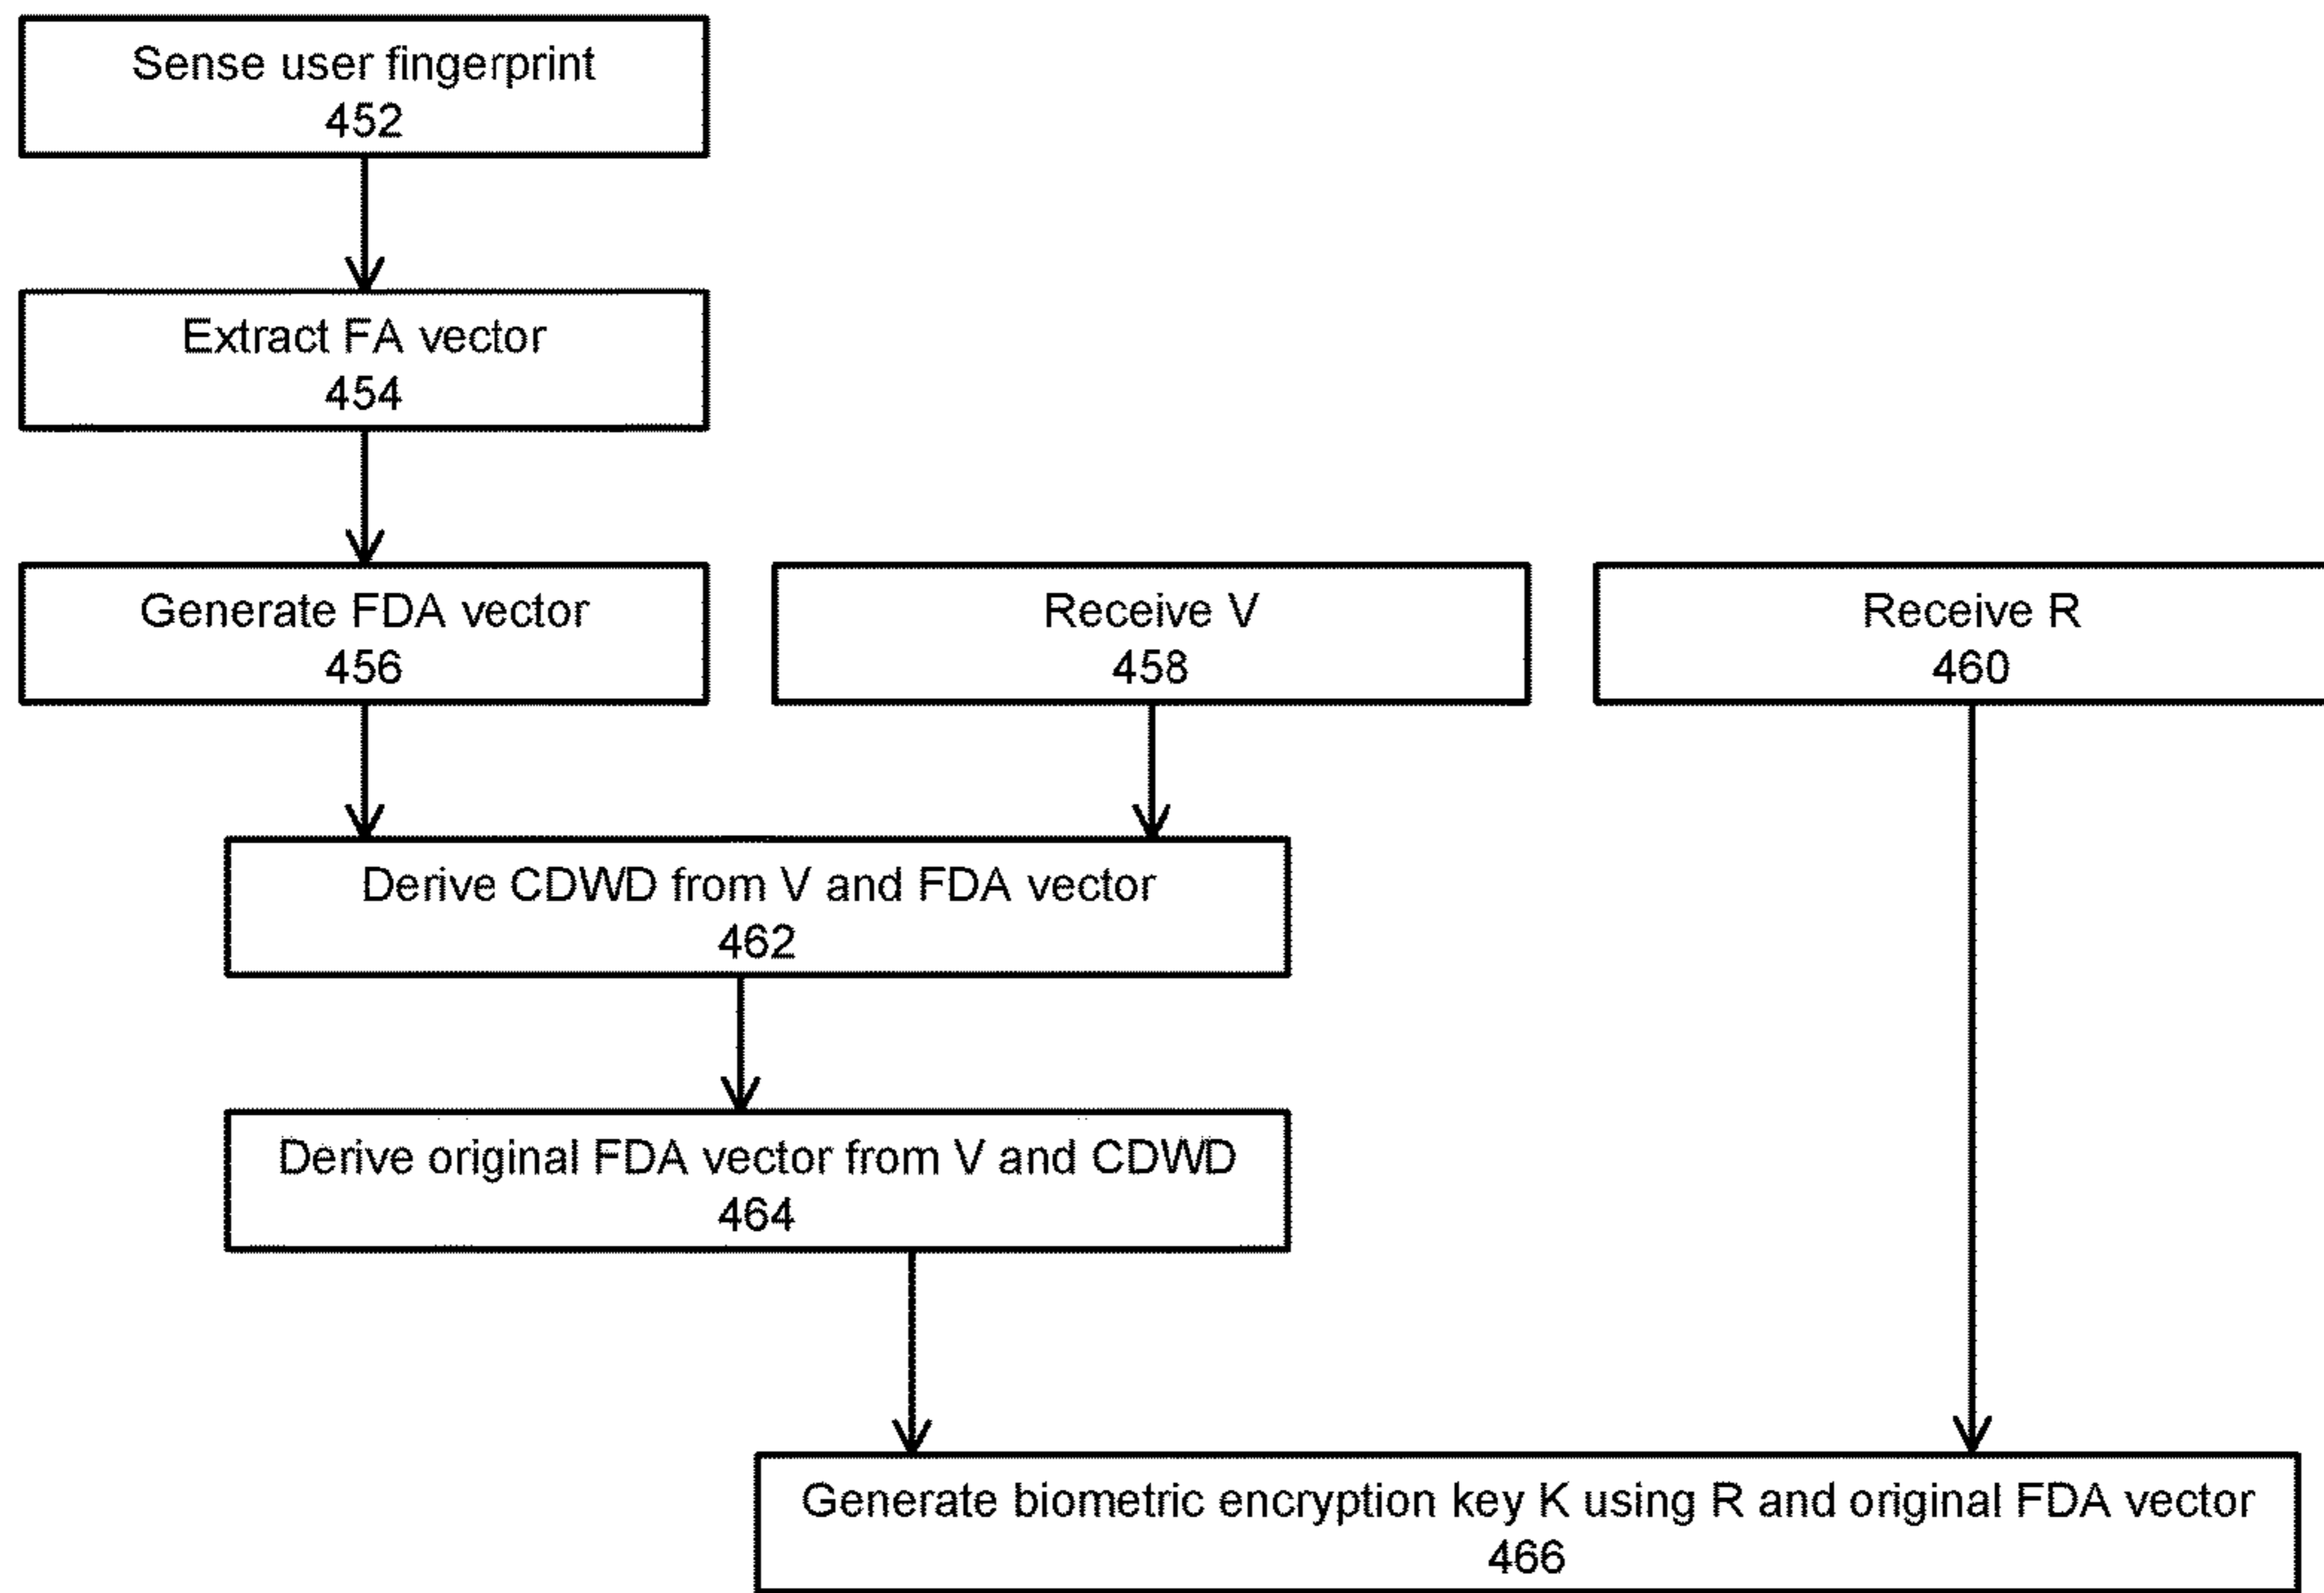 Sense user fingerprint
452
Extract FA vector
454
Generate FDA vector
456
Receive V
458
Receive R
460
Derive CDWD from V and FDA vector
462
Derive original FDA vector from V and CDWD
464
Generate biometric encryption key K using R and original FDA vector
466